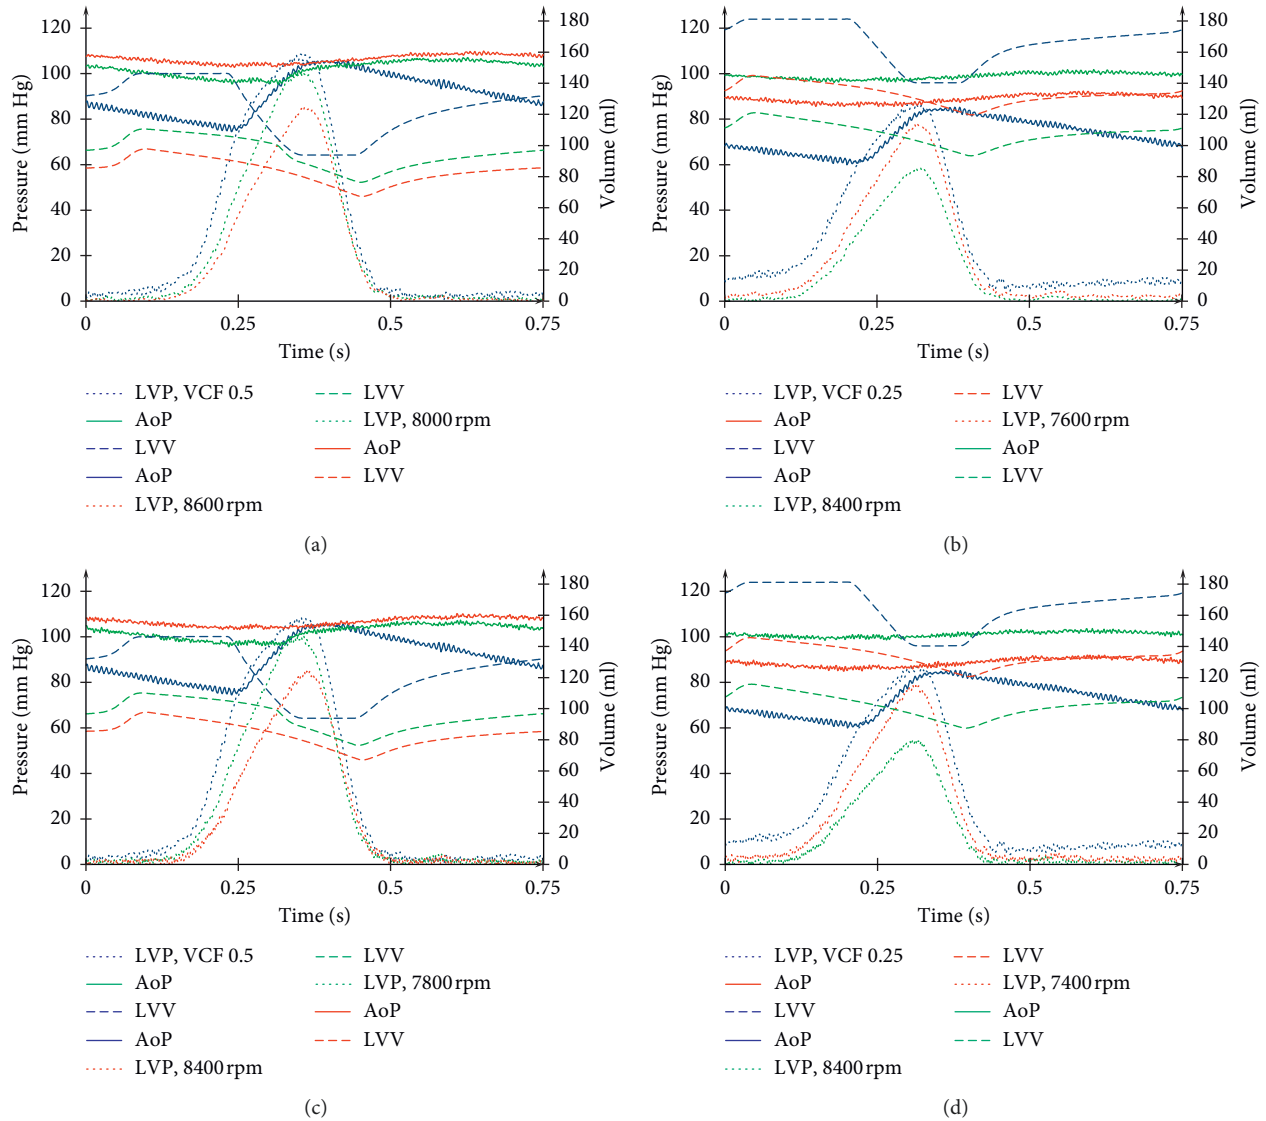 120
100
80
60
40
20
0
Pressure (mm Hg)
180
160
140
120
100
80
60
40
20
0
Volume (ml)
0
0.25
0.5
0.75
Time (s)
LVP, VCF 0.5
AoP
LVV
AoP
LVP, 8600 rpm
LVV
LVP, 8000 rpm
AoP
LVV
(a)
120
100
80
60
40
20
0
Pressure (mm Hg)
180
160
140
120
100
80
60
40
20
0
Volume (ml)
0
0.25
0.5
0.75
Time (s)
LVP, VCF 0.25
AoP
LVV
AoP
LVP, 8400 rpm
LVV
LVP, 7600 rpm
AoP
LVV
(b)
120
100
80
60
40
20
0
Pressure (mm Hg)
180
160
140
120
100
80
60
40
20
0
Volume (ml)
0
0.25
0.5
0.75
Time (s)
LVP, VCF 0.5
AoP
LVV
AoP
LVP, 8400 rpm
LVV
LVP, 7800 rpm
AoP
LVV
(c)
120
100
80
60
40
20
0
Pressure (mm Hg)
180
160
140
120
100
80
60
40
20
0
Volume (ml)
0
0.25
0.5
0.75
Time (s)
LVP, VCF 0.25
AoP
LVV
AoP
LVP, 8400 rpm
LVV
LVP, 7400 rpm
AoP
LVV
(d)